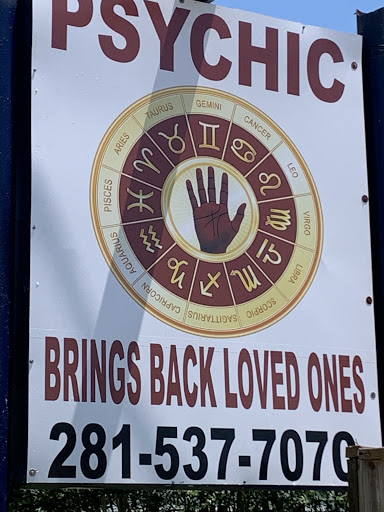 PSYCHIC
GEMINI
CANCER
LEO
VIRGO
LIBRA
SCORPIO
SAGITTARIUS
CAPRICORN
AQUARIUS
PISCES
ARIES
TAURUS
BRINGS BACK LOVED ONES
281-537-7070